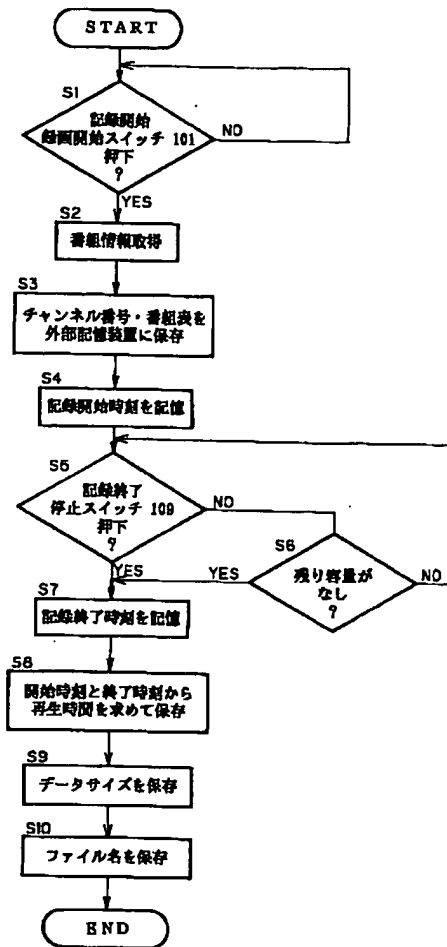 START
S1
記録開始
録画開始スイッチ 101
押下
?
NO
YES
S2
番組情報取得
S3
チャンネル番号・番組表を
外部記憶装置に保存
S4
記録開始時刻を記憶
S5
記録終了
停止スイッチ 109
押下
?
NO
YES
S6
残り容量が
なし
?
YES
NO
S7
記録終了時刻を記憶
S8
開始時刻と終了時刻から
再生時間を求めて保存
S9
データサイズを保存
S10
ファイル名を保存
END